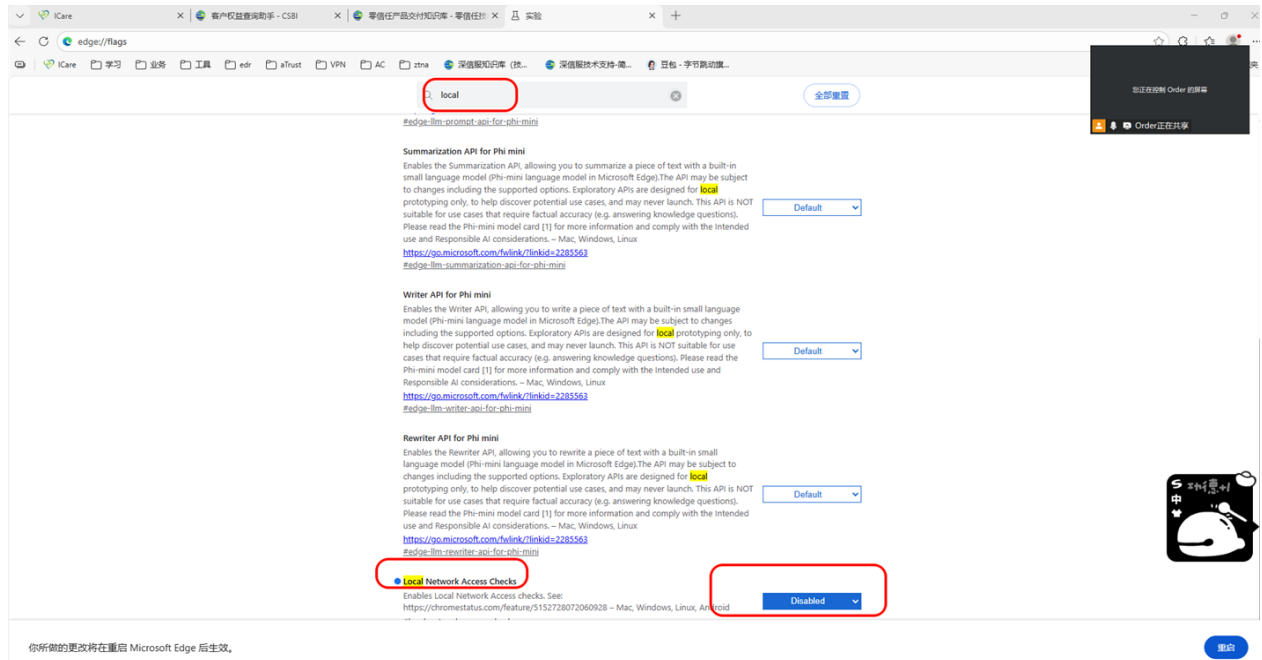 ICare
客户权益查询助手 - CSBI
零信任产品交付知识库 - 零信任技
实验
edge://flags
ICare 学习 业务 工具 edr aTrust VPN AC ztna 深信服知识库（技... 深信服技术支持-简... 豆包 - 字节跳动旗...
您正在控制 Order 的屏幕
Order正在共享
local
全部重置
#edge-llm-prompt-api-for-phi-mini
Summarization API for Phi mini
Enables the Summarization API, allowing you to summarize a piece of text with a built-in
small language model (Phi-mini language model in Microsoft Edge).The API may be subject
to changes including the supported options. Exploratory APIs are designed for local
prototyping only, to help discover potential use cases, and may never launch. This API is NOT
suitable for use cases that require factual accuracy (e.g. answering knowledge questions).
Please read the Phi-mini model card [1] for more information and comply with the Intended
use and Responsible AI considerations. – Mac, Windows, Linux
https://go.microsoft.com/fwlink/?linkid=2285563
#edge-llm-summarization-api-for-phi-mini
Default
Writer API for Phi mini
Enables the Writer API, allowing you to write a piece of text with a built-in small language
model (Phi-mini language model in Microsoft Edge).The API may be subject to changes
including the supported options. Exploratory APIs are designed for local prototyping only, to
help discover potential use cases, and may never launch. This API is NOT suitable for use
cases that require factual accuracy (e.g. answering knowledge questions). Please read the
Phi-mini model card [1] for more information and comply with the Intended use and
Responsible AI considerations. – Mac, Windows, Linux
https://go.microsoft.com/fwlink/?linkid=2285563
#edge-llm-writer-api-for-phi-mini
Default
Rewriter API for Phi mini
Enables the Rewriter API, allowing you to rewrite a piece of text with a built-in small
language model (Phi-mini language model in Microsoft Edge).The API may be subject to
changes including the supported options. Exploratory APIs are designed for local
prototyping only, to help discover potential use cases, and may never launch. This API is NOT
suitable for use cases that require factual accuracy (e.g. answering knowledge questions).
Please read the Phi-mini model card [1] for more information and comply with the Intended
use and Responsible AI considerations. – Mac, Windows, Linux
https://go.microsoft.com/fwlink/?linkid=2285563
#edge-llm-rewriter-api-for-phi-mini
Default
Local Network Access Checks
Enables Local Network Access checks. See:
https://chromestatus.com/feature/5152728072060928 – Mac, Windows, Linux, Android
Disabled
S
中
你所做的更改将在重启 Microsoft Edge 后生效。
重启